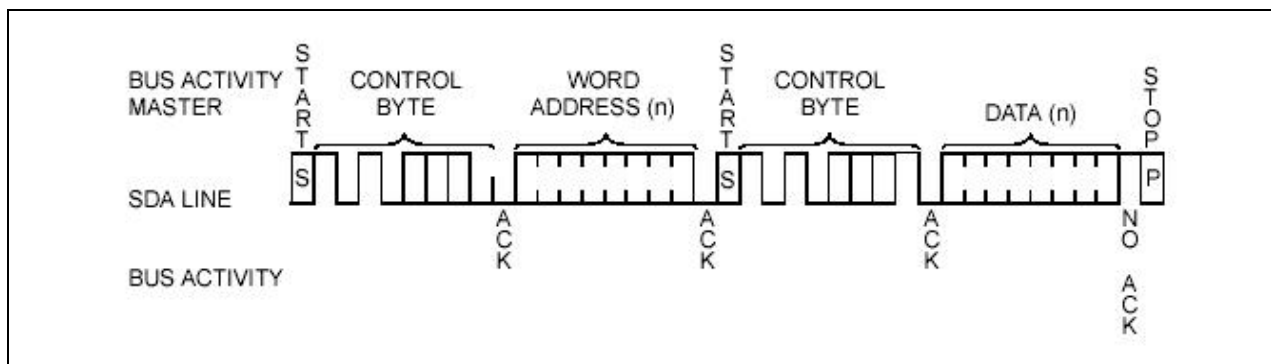 BUS ACTIVITY
MASTER
START
CONTROL
BYTE
WORD
ADDRESS (n)
START
CONTROL
BYTE
DATA (n)
STOP
SDA LINE
S
S
P
BUS ACTIVITY
ACK
ACK
ACK
NO ACK